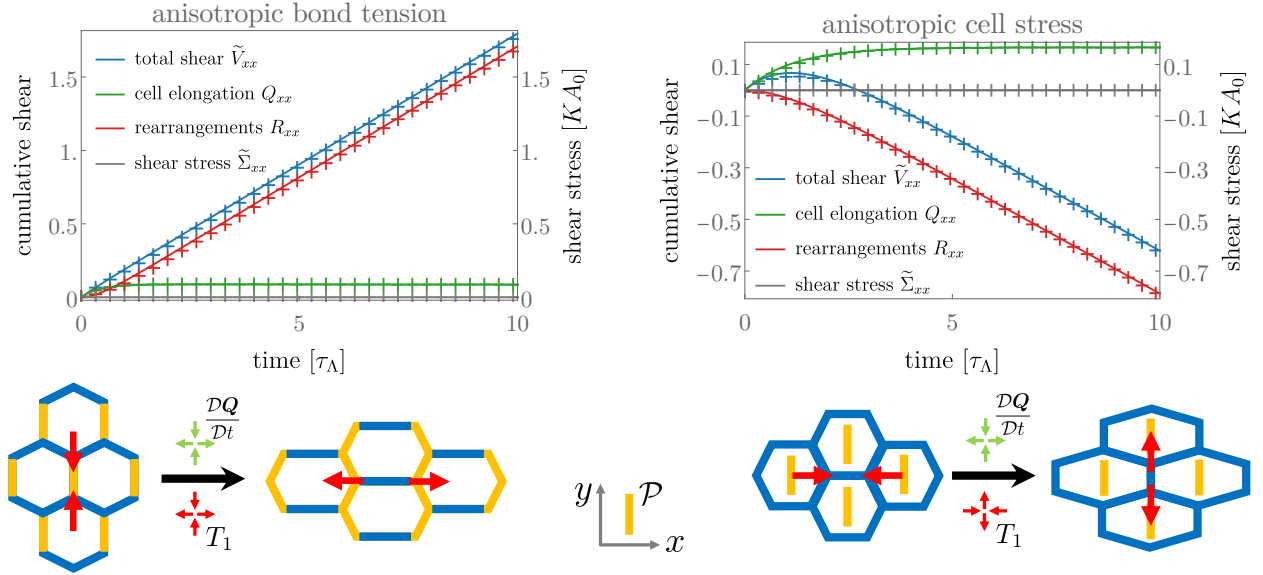 anisotropic bond tension
cumulative shear
1.5
1.
0.5
0
total shear Ṽxx
cell elongation Qxx
rearrangements Rxx
shear stress Σ̃xx
1.5
1.
0.5
0
shear stress [K A0]
0
5
10
time [τΛ]
anisotropic cell stress
cumulative shear
0.1
−0.1
−0.3
−0.5
−0.7
total shear Ṽxx
cell elongation Qxx
rearrangements Rxx
shear stress Σ̃xx
0.1
−0.1
−0.3
−0.5
−0.7
shear stress [K A0]
0
5
10
time [τΛ]
𝒟Q
𝒟t
T1
y
𝒫
x
𝒟Q
𝒟t
T1